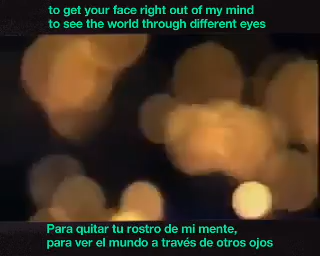 to get your face right out of my mind
to see the world through different eyes
Para quitar tu rostro de mi mente,
para ver el mundo a través de otros ojos